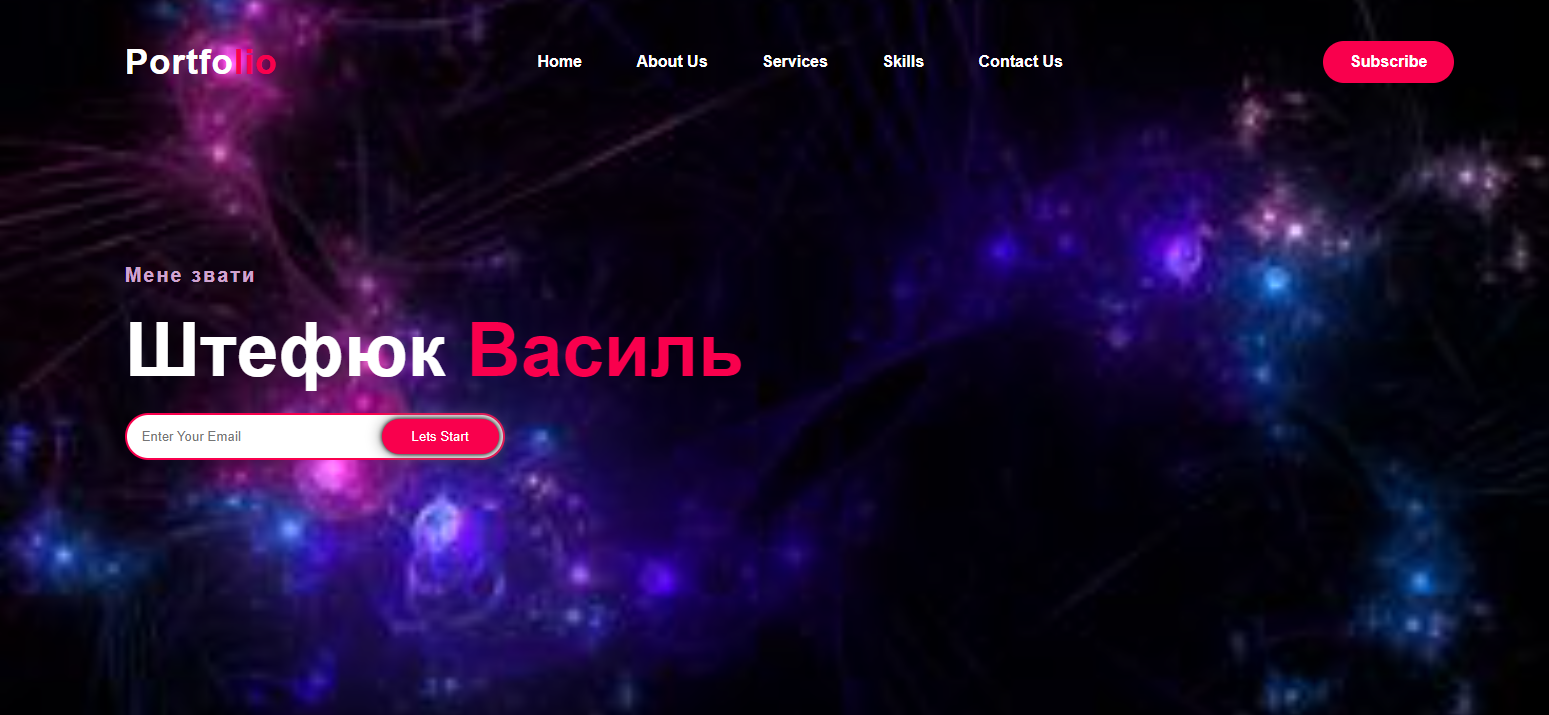 Portfolio Home About Us Services Skills Contact Us Subscribe
Мене звати
Штефюк Василь
Enter Your Email Lets Start